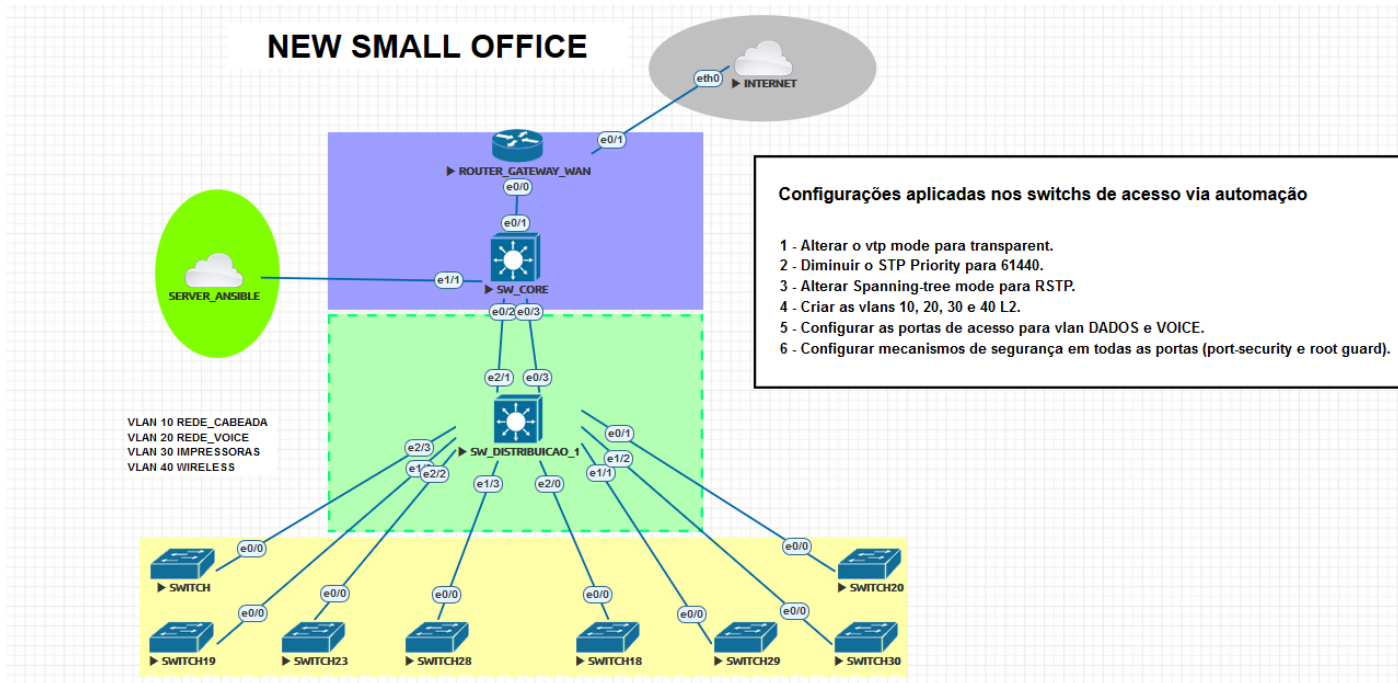 NEW SMALL OFFICE
eth0
▶ INTERNET
e0/1
▶ ROUTER_GATEWAY_WAN
e0/0
e0/1
▶ SW_CORE
e1/1
▶ SERVER_ANSIBLE
e0/2
e0/3
Configurações aplicadas nos switchs de acesso via automação
1 - Alterar o vtp mode para transparent.
2 - Diminuir o STP Priority para 61440.
3 - Alterar Spanning-tree mode para RSTP.
4 - Criar as vlans 10, 20, 30 e 40 L2.
5 - Configurar as portas de acesso para vlan DADOS e VOICE.
6 - Configurar mecanismos de segurança em todas as portas (port-security e root guard).
e2/1
e0/3
▶ SW_DISTRIBUICAO_1
VLAN 10 REDE_CABEADA
VLAN 20 REDE_VOICE
VLAN 30 IMPRESSORAS
VLAN 40 WIRELESS
e2/3
e2/2
e1/3
e2/0
e1/1
e1/2
e0/1
e0/0
▶ SWITCH
e0/0
▶ SWITCH20
e0/0
▶ SWITCH19
e0/0
▶ SWITCH23
e0/0
▶ SWITCH28
e0/0
▶ SWITCH18
e0/0
▶ SWITCH29
e0/0
▶ SWITCH30